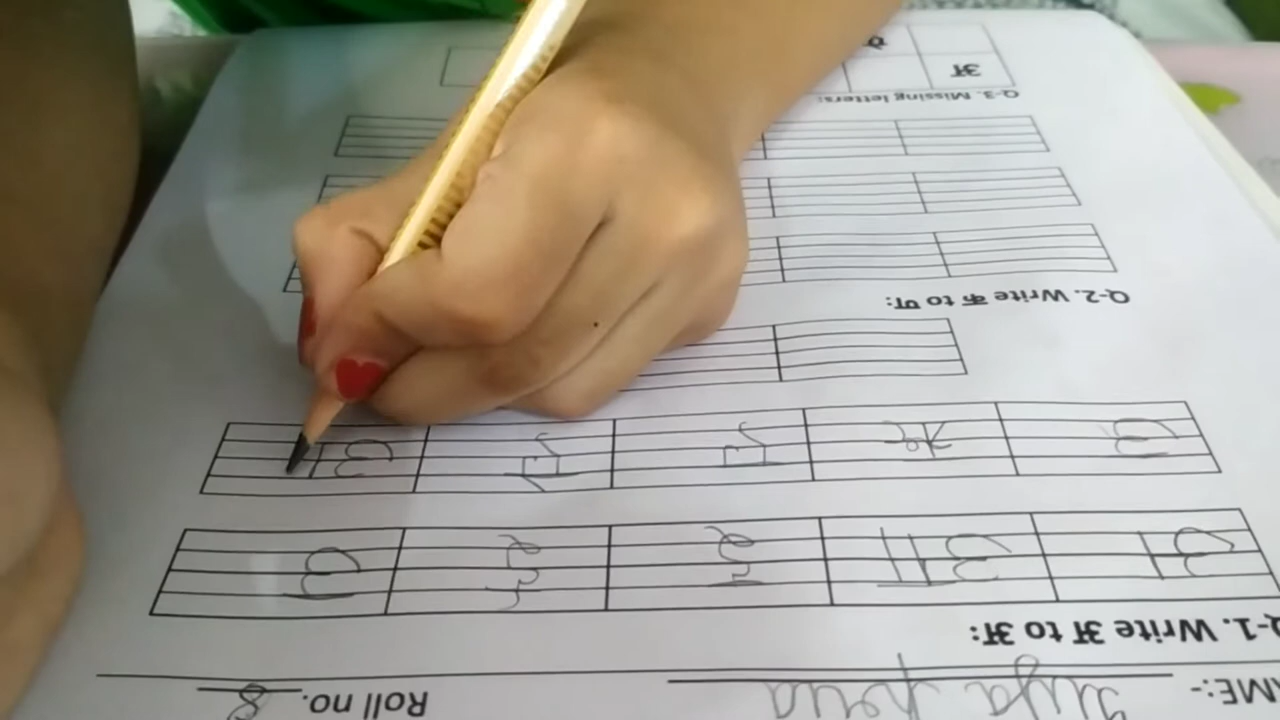 AME:- Roll no. 8
Q-1. Write अ to अः:
अ आ इ ई उ
ऊ ऋ ए ऐ
Q-2. Write क to ण:
Q-3. Missing letters:
अ